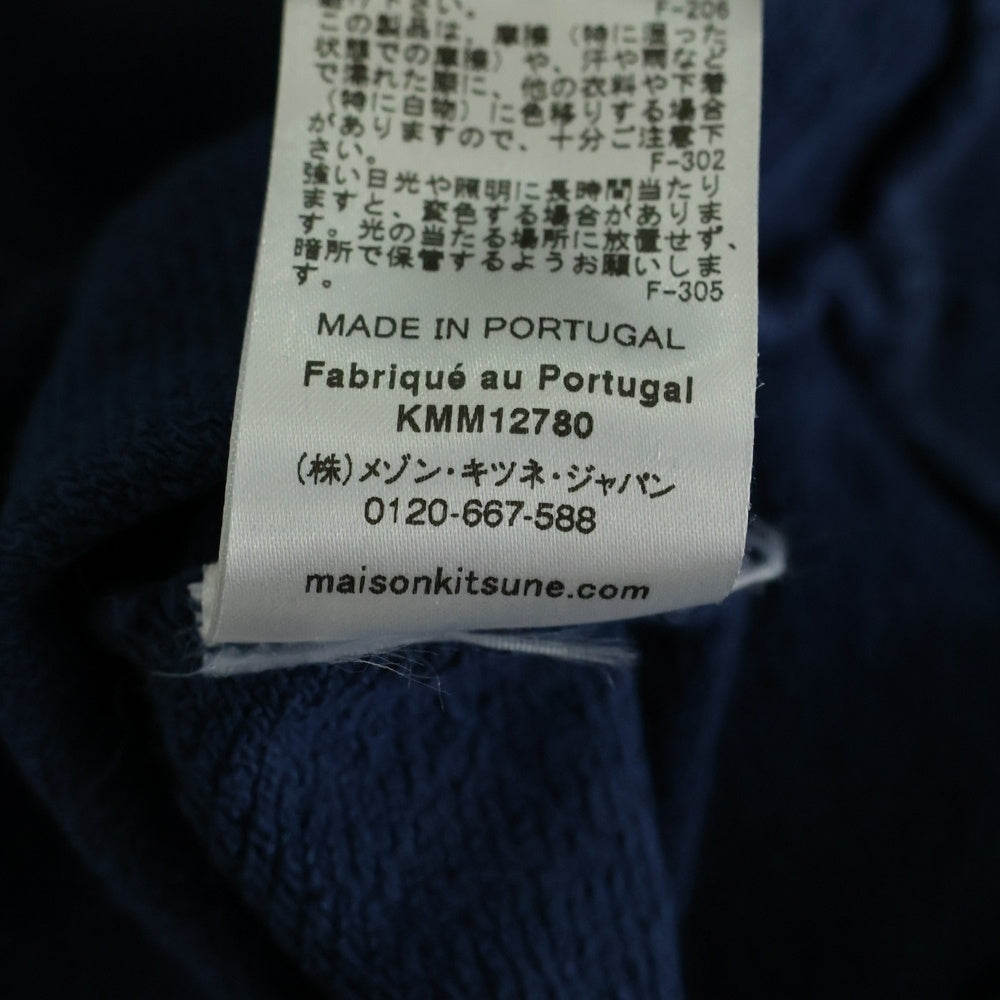 下さい。
F-206
この製品は、摩擦（特に湿った
状態での摩擦）や、汗や雨など
で濡れた際に、他の衣料や下着
（特に白物）に色移りする場合
がありますので、十分ご注意下
さい。
F-302
強い日光や照明に長時間当たり
ますと、変色する場合がありま
す。光の当たる場所に放置せず、
暗所で保管するようお願いしま
す。
F-305
MADE IN PORTUGAL
Fabriqué au Portugal
KMM12780
(株)メゾン・キツネ・ジャパン
0120-667-588
maisonkitsune.com